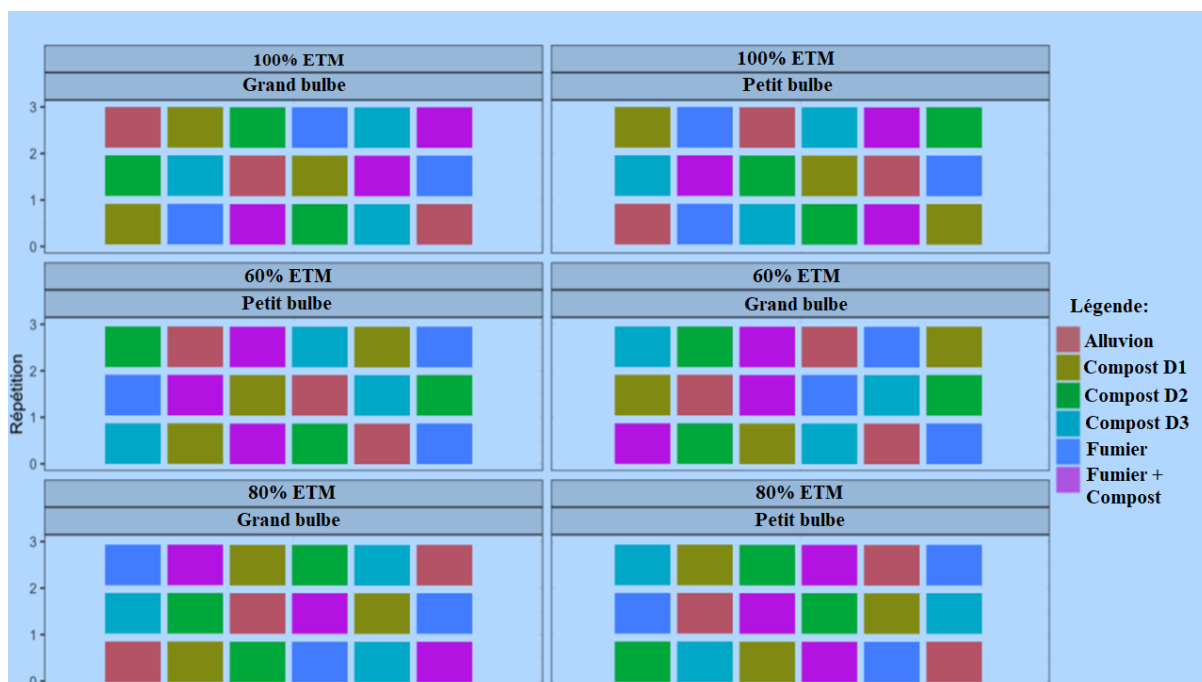 100% ETM
Grand bulbe
3
2
1
0
100% ETM
Petit bulbe
60% ETM
Petit bulbe
3
2
1
0
60% ETM
Grand bulbe
80% ETM
Grand bulbe
3
2
1
0
80% ETM
Petit bulbe
Répétition
Légende:
Alluvion
Compost D1
Compost D2
Compost D3
Fumier
Fumier +
Compost